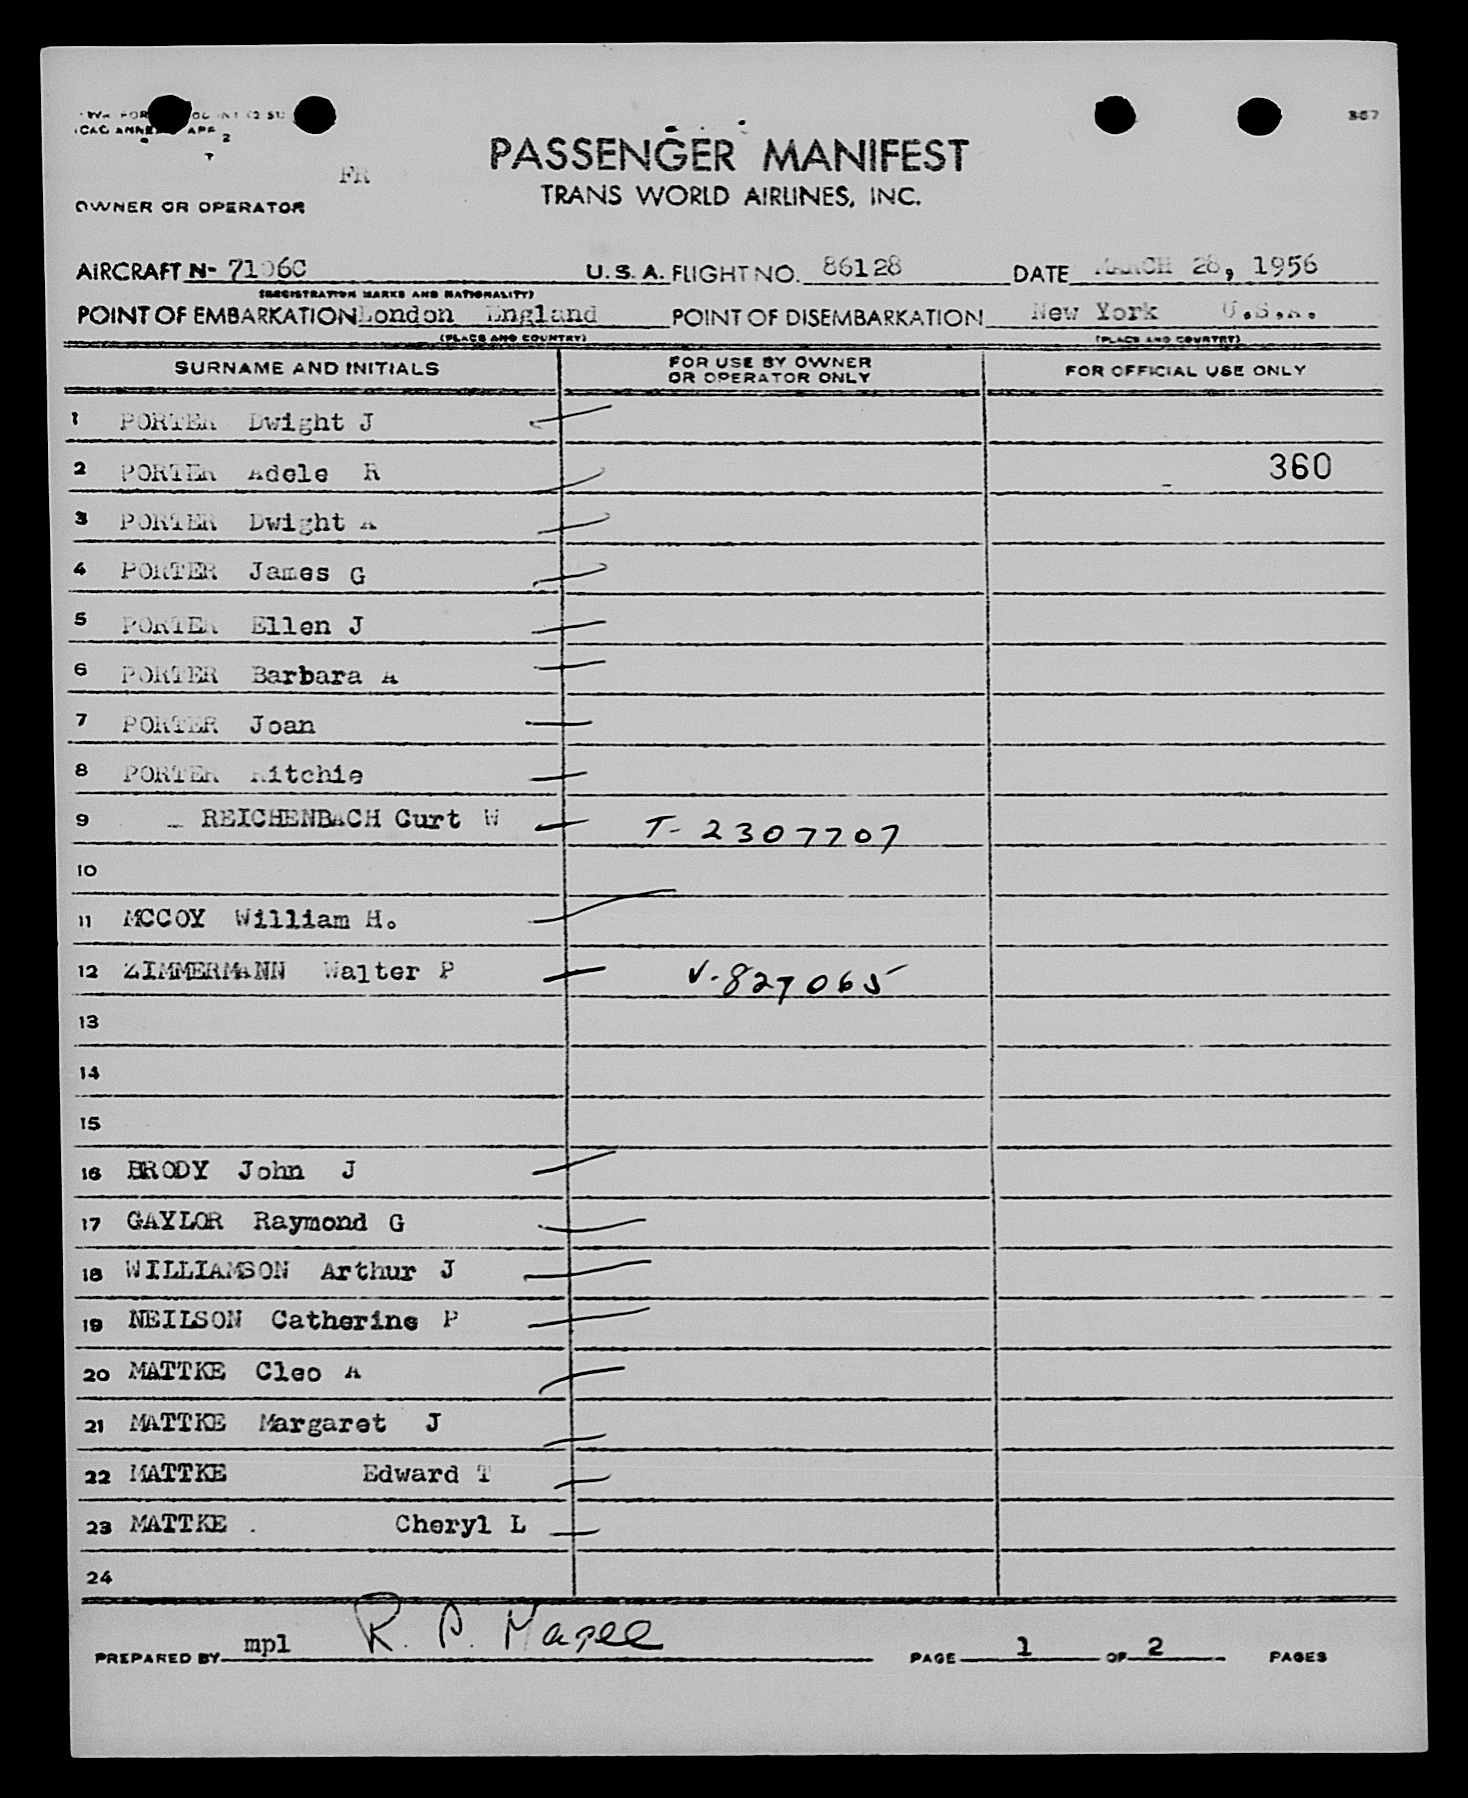 367
PASSENGER MANIFEST
TRANS WORLD AIRLINES, INC.
FR
OWNER OR OPERATOR
AIRCRAFT N- 7106C U. S. A. FLIGHT NO. 86128 DATE MARCH 28, 1956
(REGISTRATION MARKS AND NATIONALITY)
POINT OF EMBARKATION London England POINT OF DISEMBARKATION New York U.S.A.
(PLACE AND COUNTRY) (PLACE AND COUNTRY)
SURNAME AND INITIALS FOR USE BY OWNER OR OPERATOR ONLY FOR OFFICIAL USE ONLY
1 PORTER Dwight J
2 PORTER Adele R 360
3 PORTER Dwight A
4 PORTER James G
5 PORTER Ellen J
6 PORTER Barbara A
7 PORTER Joan
8 PORTER Ritchie
9 REICHENBACH Curt W T-2307707
10
11 MCCOY William H.
12 ZIMMERMANN Walter P V-827065
13
14
15
16 BRODY John J
17 GAYLOR Raymond G
18 WILLIAMSON Arthur J
19 NEILSON Catherine P
20 MATTKE Cleo A
21 MATTKE Margaret J
22 MATTKE Edward T
23 MATTKE . Cheryl L
24
PREPARED BY mpl R. P. Magee PAGE 1 OF 2 PAGES